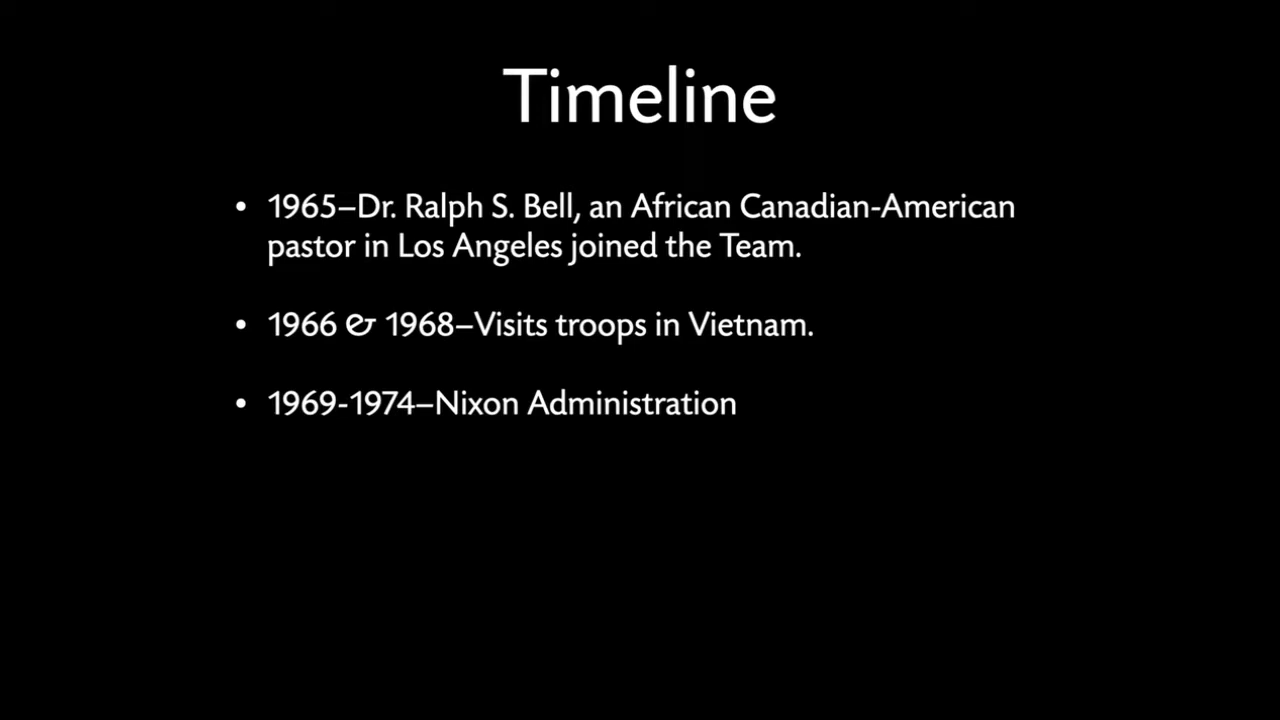 Timeline
• 1965–Dr. Ralph S. Bell, an African Canadian-American
pastor in Los Angeles joined the Team.
• 1966 & 1968–Visits troops in Vietnam.
• 1969-1974–Nixon Administration